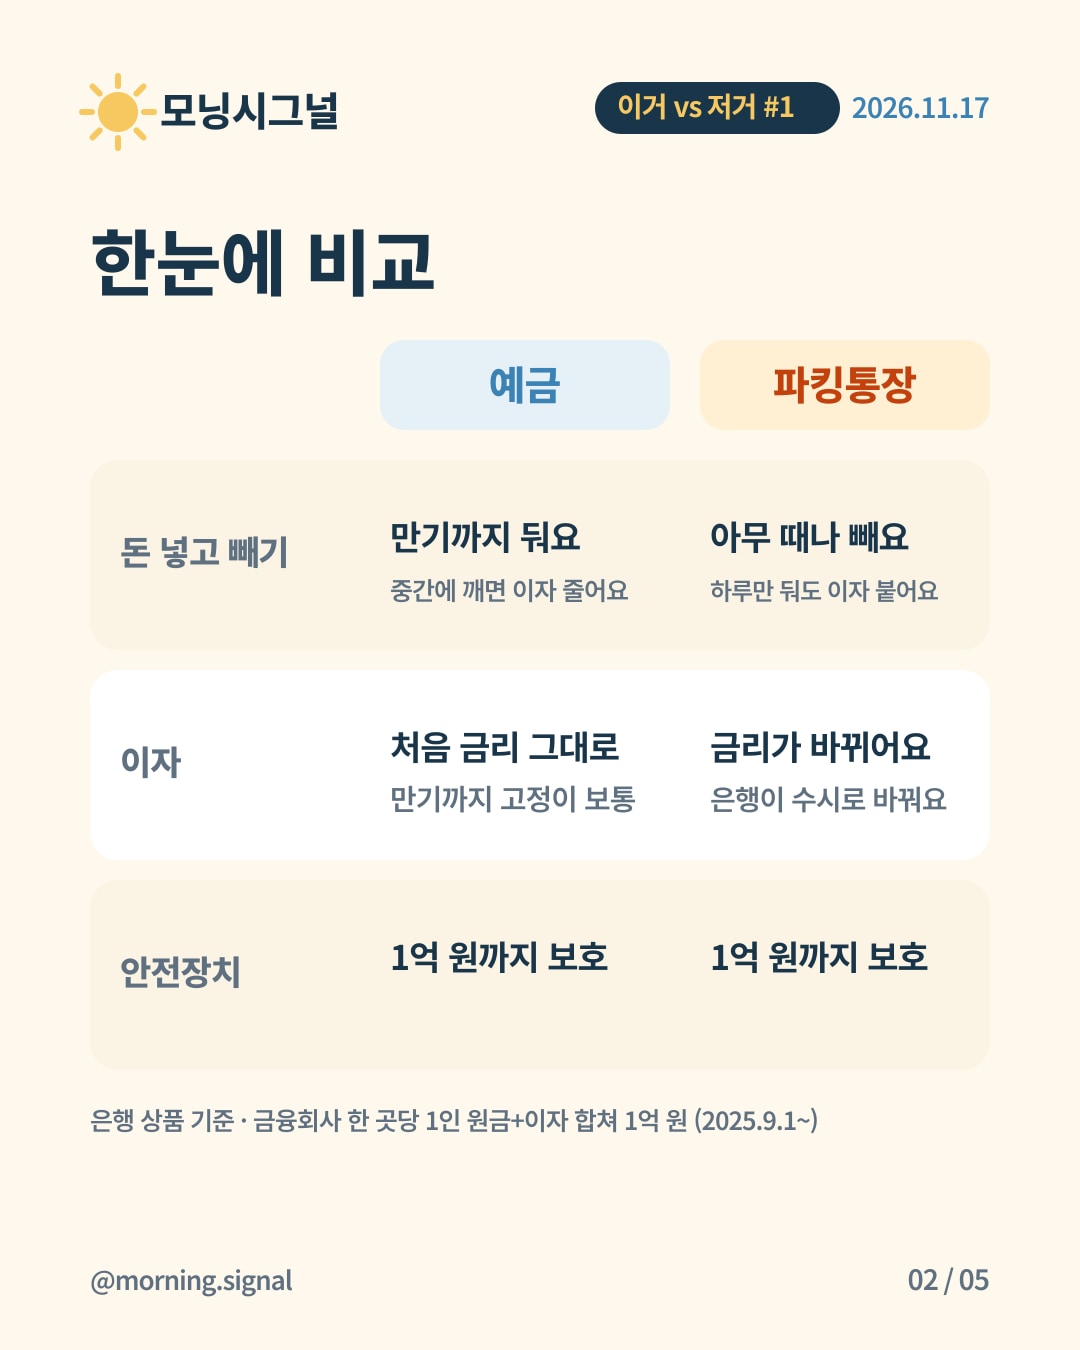 모닝시그널
이거 vs 저거 #1
2026.11.17
한눈에 비교
예금
파킹통장
돈 넣고 빼기
만기까지 둬요
중간에 깨면 이자 줄어요
아무 때나 빼요
하루만 둬도 이자 붙어요
이자
처음 금리 그대로
만기까지 고정이 보통
금리가 바뀌어요
은행이 수시로 바꿔요
안전장치
1억 원까지 보호
1억 원까지 보호
은행 상품 기준 · 금융회사 한 곳당 1인 원금+이자 합쳐 1억 원 (2025.9.1~)
@morning.signal
02 / 05